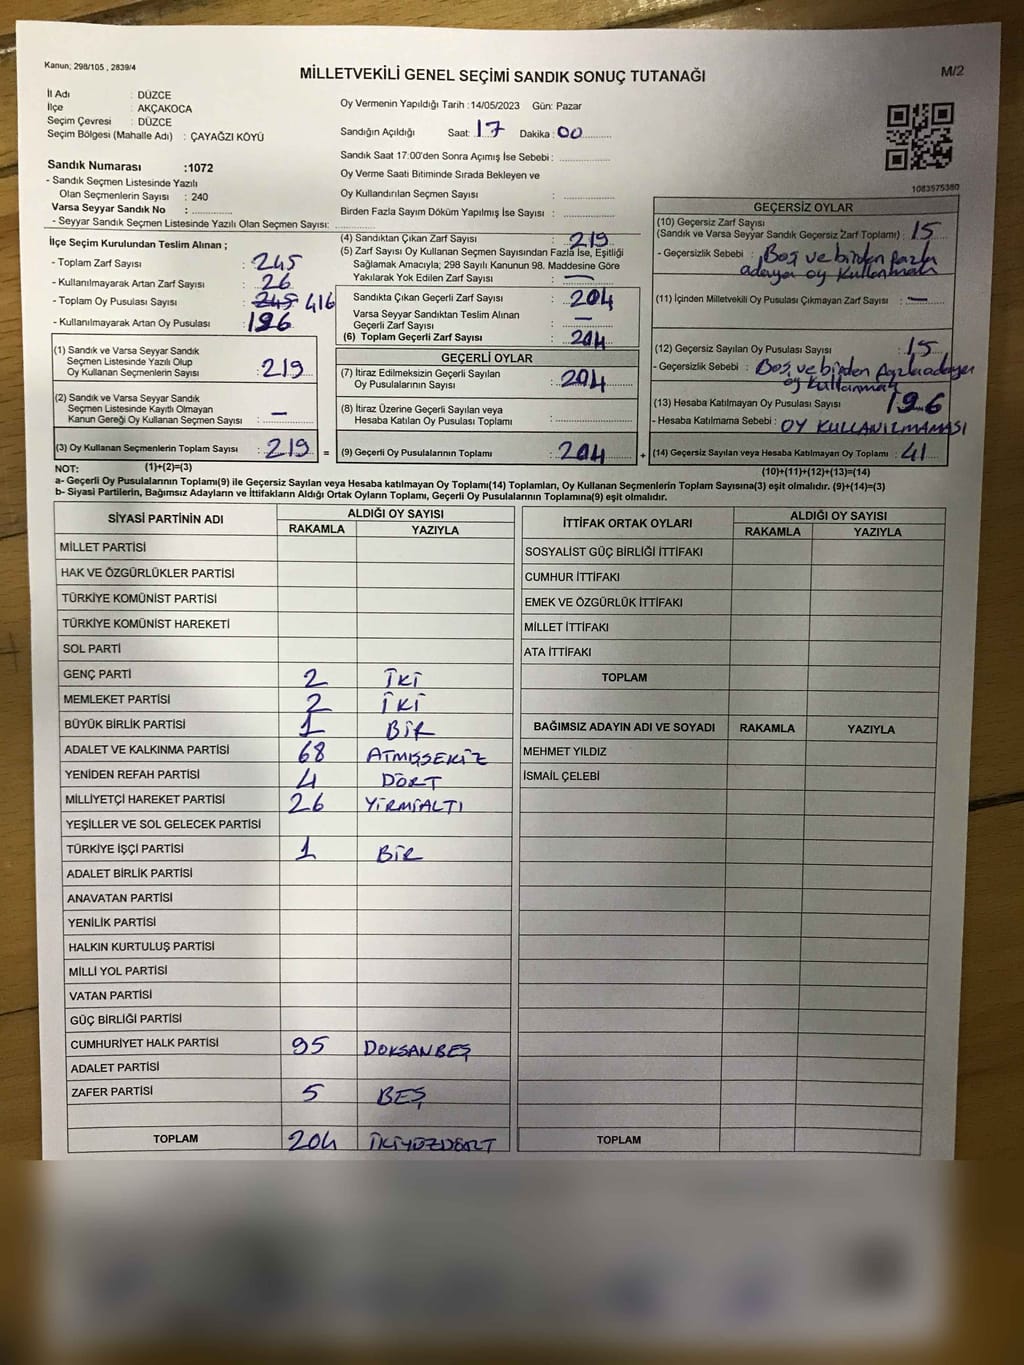 Kanun; 298/105 , 2839/4
MİLLETVEKİLİ GENEL SEÇİMİ SANDIK SONUÇ TUTANAĞI
M/2
İl Adı : DÜZCE
İlçe : AKÇAKOCA
Seçim Çevresi : DÜZCE
Seçim Bölgesi (Mahalle Adı) : ÇAYAĞZI KÖYÜ
Sandık Numarası :1072
- Sandık Seçmen Listesinde Yazılı
Olan Seçmenlerin Sayısı : 240
Varsa Seyyar Sandık No :
- Seyyar Sandık Seçmen Listesinde Yazılı Olan Seçmen Sayısı:
Oy Vermenin Yapıldığı Tarih :14/05/2023 Gün: Pazar
Sandığın Açıldığı Saat: 17 Dakika : 00
Sandık Saat 17:00'den Sonra Açımış İse Sebebi :
Oy Verme Saati Bitiminde Sırada Bekleyen ve
Oy Kullandırılan Seçmen Sayısı :
Birden Fazla Sayım Döküm Yapılmış İse Sayısı :
1083575380
İlçe Seçim Kurulundan Teslim Alınan ;
- Toplam Zarf Sayısı : 245
- Kullanılmayarak Artan Zarf Sayısı : 26
- Toplam Oy Pusulası Sayısı : 245 416
- Kullanılmayarak Artan Oy Pusulası : 196
(1) Sandık ve Varsa Seyyar Sandık
Seçmen Listesinde Yazılı Olup
Oy Kullanan Seçmenlerin Sayısı : 219
(2) Sandık ve Varsa Seyyar Sandık
Seçmen Listesinde Kayıtlı Olmayan
Kanun Gereği Oy Kullanan Seçmen Sayısı : —
(3) Oy Kullanan Seçmenlerin Toplam Sayısı : 219 =
(4) Sandıktan Çıkan Zarf Sayısı : 219
(5) Zarf Sayısı Oy Kullanan Seçmen Sayısından Fazla İse, Eşitliği
Sağlamak Amacıyla; 298 Sayılı Kanunun 98. Maddesine Göre
Yakılarak Yok Edilen Zarf Sayısı : —
Sandıkta Çıkan Geçerli Zarf Sayısı : 204
Varsa Seyyar Sandıktan Teslim Alınan
Geçerli Zarf Sayısı : —
(6) Toplam Geçerli Zarf Sayısı : 204
GEÇERLİ OYLAR
(7) İtiraz Edilmeksizin Geçerli Sayılan
Oy Pusulalarının Sayısı : 204
(8) İtiraz Üzerine Geçerli Sayılan veya
Hesaba Katılan Oy Pusulası Toplamı :
(9) Geçerli Oy Pusulalarının Toplamı : 204 +
GEÇERSİZ OYLAR
(10) Geçersiz Zarf Sayısı
(Sandık ve Varsa Seyyar Sandık Geçersiz Zarf Toplamı) : 15
- Geçersizlik Sebebi : Boş ve birden fazla
adaya oy kullanmak
(11) İçinden Milletvekili Oy Pusulası Çıkmayan Zarf Sayısı : —
(12) Geçersiz Sayılan Oy Pusulası Sayısı : 15
- Geçersizlik Sebebi : Boş ve birden fazla adaya
oy kullanmak
(13) Hesaba Katılmayan Oy Pusulası Sayısı : 196
- Hesaba Katılmama Sebebi : OY KULLANILMAMASI
(14) Geçersiz Sayılan veya Hesaba Katılmayan Oy Toplamı : 41
NOT: (1)+(2)=(3)
(10)+(11)+(12)+(13)=(14)
a- Geçerli Oy Pusulalarının Toplamı(9) ile Geçersiz Sayılan veya Hesaba katılmayan Oy Toplamı(14) Toplamları, Oy Kullanan Seçmenlerin Toplam Sayısına(3) eşit olmalıdır. (9)+(14)=(3)
b- Siyasi Partilerin, Bağımsız Adayların ve İttifakların Aldığı Ortak Oyların Toplamı, Geçerli Oy Pusulalarının Toplamına(9) eşit olmalıdır.
SİYASİ PARTİNİN ADI ALDIĞI OY SAYISI
RAKAMLA YAZIYLA
MİLLET PARTİSİ
HAK VE ÖZGÜRLÜKLER PARTİSİ
TÜRKİYE KOMÜNİST PARTİSİ
TÜRKİYE KOMÜNİST HAREKETİ
SOL PARTİ
GENÇ PARTİ 2 İKİ
MEMLEKET PARTİSİ 2 İKİ
BÜYÜK BİRLİK PARTİSİ 1 BİR
ADALET VE KALKINMA PARTİSİ 68 ATMIŞSEKİZ
YENİDEN REFAH PARTİSİ 4 DÖRT
MİLLİYETÇİ HAREKET PARTİSİ 26 YİRMİALTI
YEŞİLLER VE SOL GELECEK PARTİSİ
TÜRKİYE İŞÇİ PARTİSİ 1 BİR
ADALET BİRLİK PARTİSİ
ANAVATAN PARTİSİ
YENİLİK PARTİSİ
HALKIN KURTULUŞ PARTİSİ
MİLLİ YOL PARTİSİ
VATAN PARTİSİ
GÜÇ BİRLİĞİ PARTİSİ
CUMHURİYET HALK PARTİSİ 95 DOKSANBEŞ
ADALET PARTİSİ
ZAFER PARTİSİ 5 BEŞ
TOPLAM 204 İKİYÜZDÖRT
İTTİFAK ORTAK OYLARI ALDIĞI OY SAYISI
RAKAMLA YAZIYLA
SOSYALİST GÜÇ BİRLİĞİ İTTİFAKI
CUMHUR İTTİFAKI
EMEK VE ÖZGÜRLÜK İTTİFAKI
MİLLET İTTİFAKI
ATA İTTİFAKI
TOPLAM
BAĞIMSIZ ADAYIN ADI VE SOYADI RAKAMLA YAZIYLA
MEHMET YILDIZ
İSMAİL ÇELEBİ
TOPLAM